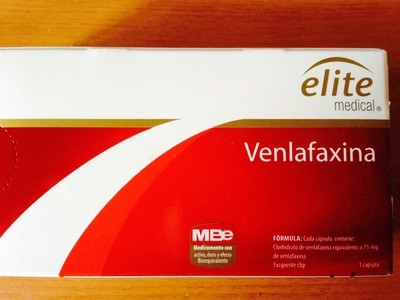 elite
medical®
Venlafaxina
MBe
Medicamento con
activo, dosis y efecto
Bioequivalente
FÓRMULA: Cada cápsula contiene:
Clorhidrato de venlafaxina equivalente a 75 mg
de venlafaxina.
Excipiente cbp 1 cápsula